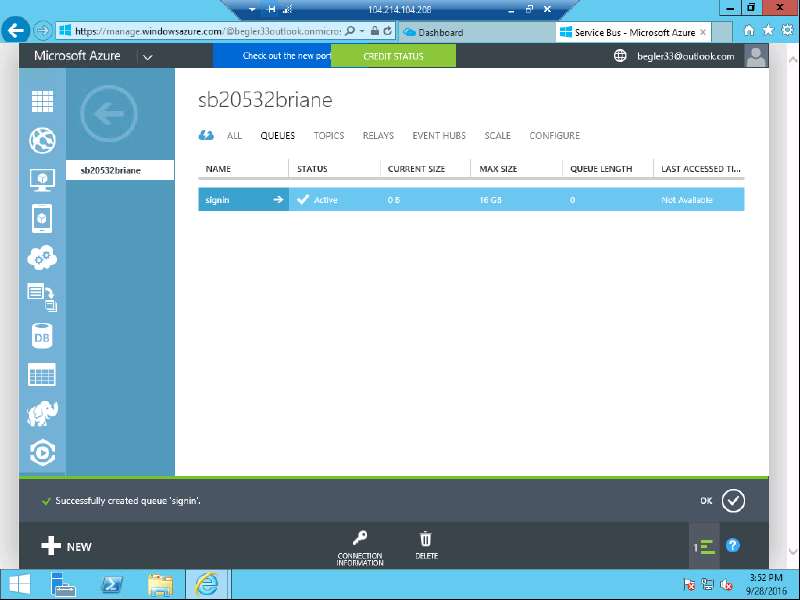 104.214.104.208
https://manage.windowsazure.com/@begler33outlook.onmicros
Dashboard
Service Bus - Microsoft Azure
Microsoft Azure
Check out the new port
CREDIT STATUS
begler33@outlook.com
sb20532briane
ALL
QUEUES
TOPICS
RELAYS
EVENT HUBS
SCALE
CONFIGURE
sb20532briane
NAME
STATUS
CURRENT SIZE
MAX SIZE
QUEUE LENGTH
LAST ACCESSED TI...
signin
Active
0 B
16 GB
0
Not Available
DB
Successfully created queue 'signin'.
OK
NEW
CONNECTION
INFORMATION
DELETE
1
?
3:52 PM
9/28/2016